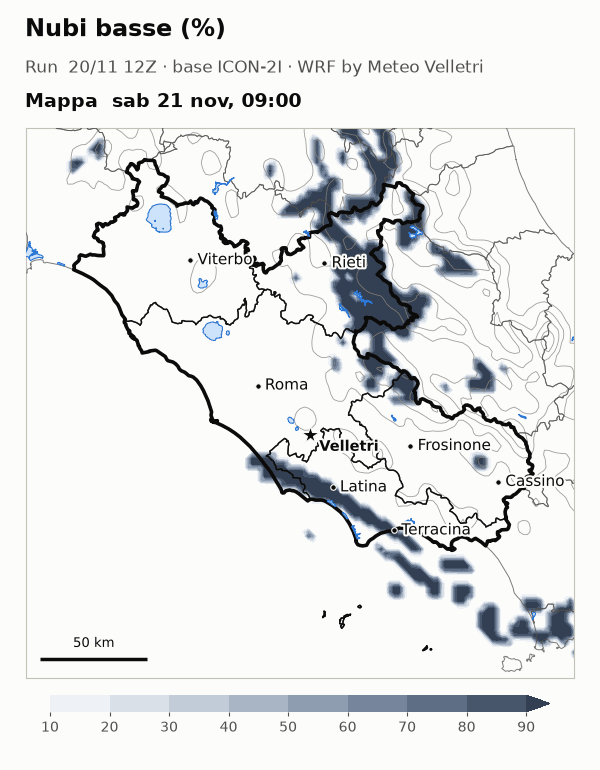 Nubi basse (%)
Run 20/11 12Z · base ICON-2I · WRF by Meteo Velletri
Mappa sab 21 nov, 09:00
Viterbo
Rieti
Roma
Velletri
Frosinone
Latina
Cassino
Terracina
50 km
10 20 30 40 50 60 70 80 90